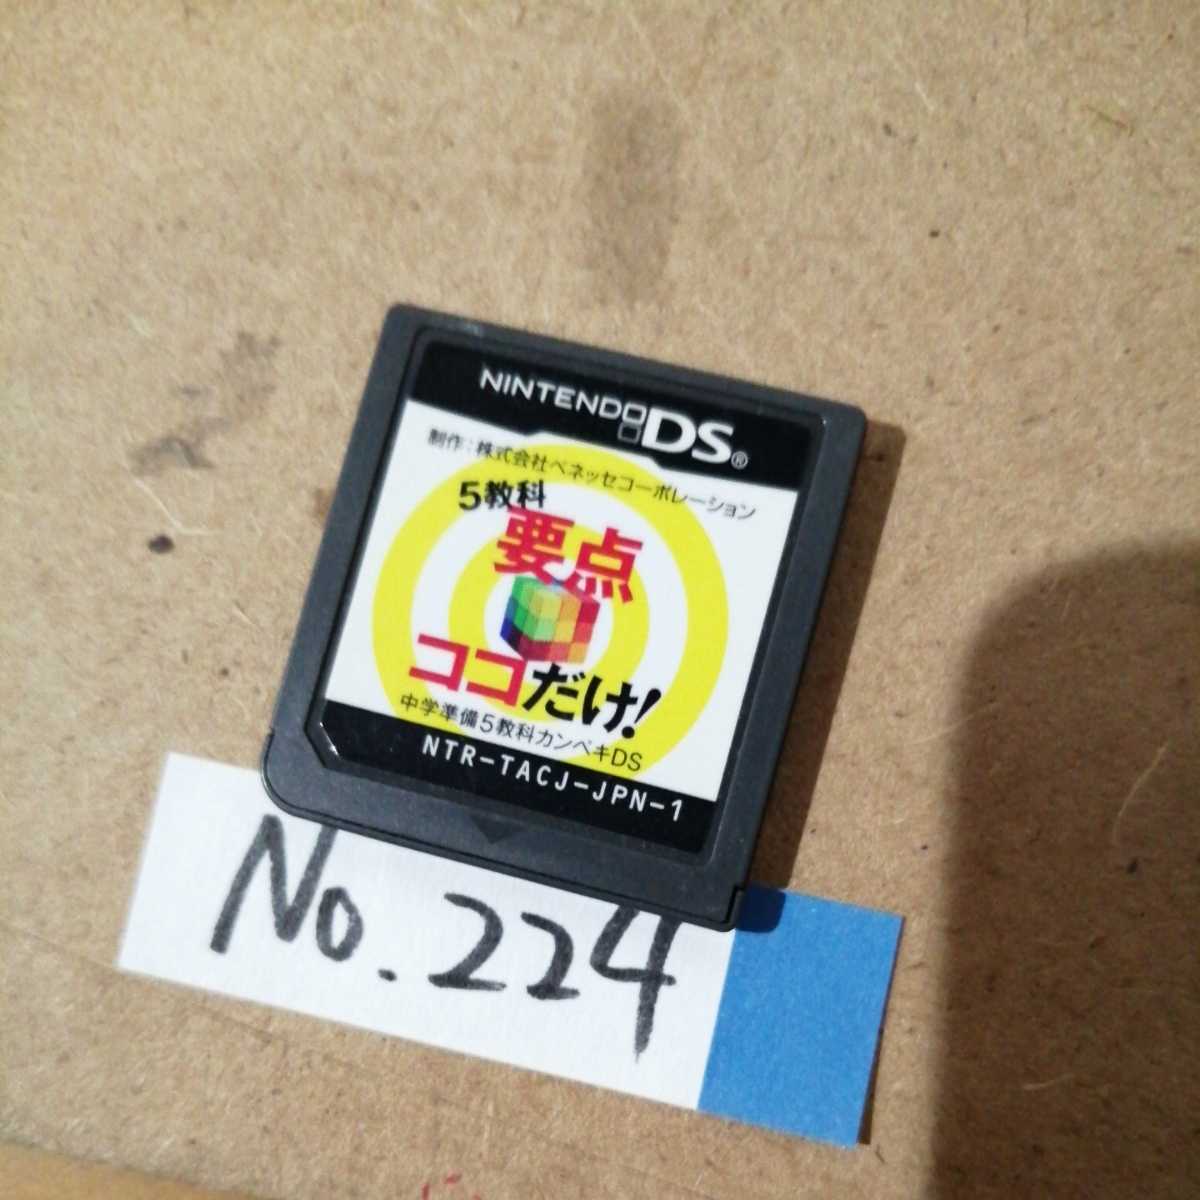 NINTENDO DS®
制作:株式会社ベネッセコーポレーション
5教科
要点
ココだけ!
中学準備5教科カンペキDS
NTR-TACJ-JPN-1
No.224